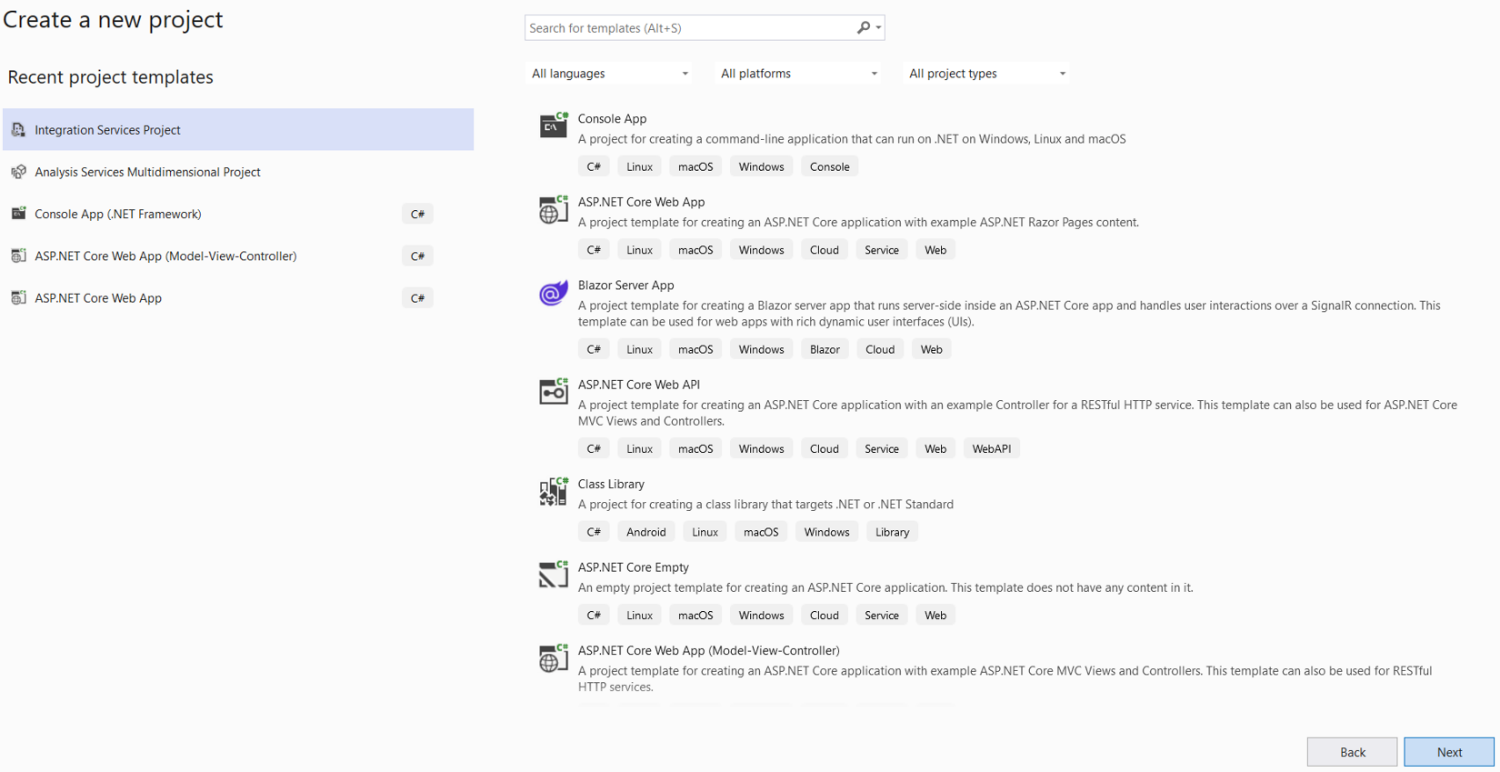 Create a new project
Recent project templates
Integration Services Project
Analysis Services Multidimensional Project
Console App (.NET Framework) C#
ASP.NET Core Web App (Model-View-Controller) C#
ASP.NET Core Web App C#
Search for templates (Alt+S)
All languages All platforms All project types
Console App
A project for creating a command-line application that can run on .NET on Windows, Linux and macOS
C# Linux macOS Windows Console
ASP.NET Core Web App
A project template for creating an ASP.NET Core application with example ASP.NET Razor Pages content.
C# Linux macOS Windows Cloud Service Web
Blazor Server App
A project template for creating a Blazor server app that runs server-side inside an ASP.NET Core app and handles user interactions over a SignalR connection. This
template can be used for web apps with rich dynamic user interfaces (UIs).
C# Linux macOS Windows Blazor Cloud Web
ASP.NET Core Web API
A project template for creating an ASP.NET Core application with an example Controller for a RESTful HTTP service. This template can also be used for ASP.NET Core
MVC Views and Controllers.
C# Linux macOS Windows Cloud Service Web WebAPI
Class Library
A project for creating a class library that targets .NET or .NET Standard
C# Android Linux macOS Windows Library
ASP.NET Core Empty
An empty project template for creating an ASP.NET Core application. This template does not have any content in it.
C# Linux macOS Windows Cloud Service Web
ASP.NET Core Web App (Model-View-Controller)
A project template for creating an ASP.NET Core application with example ASP.NET Core MVC Views and Controllers. This template can also be used for RESTful
HTTP services.
Back Next